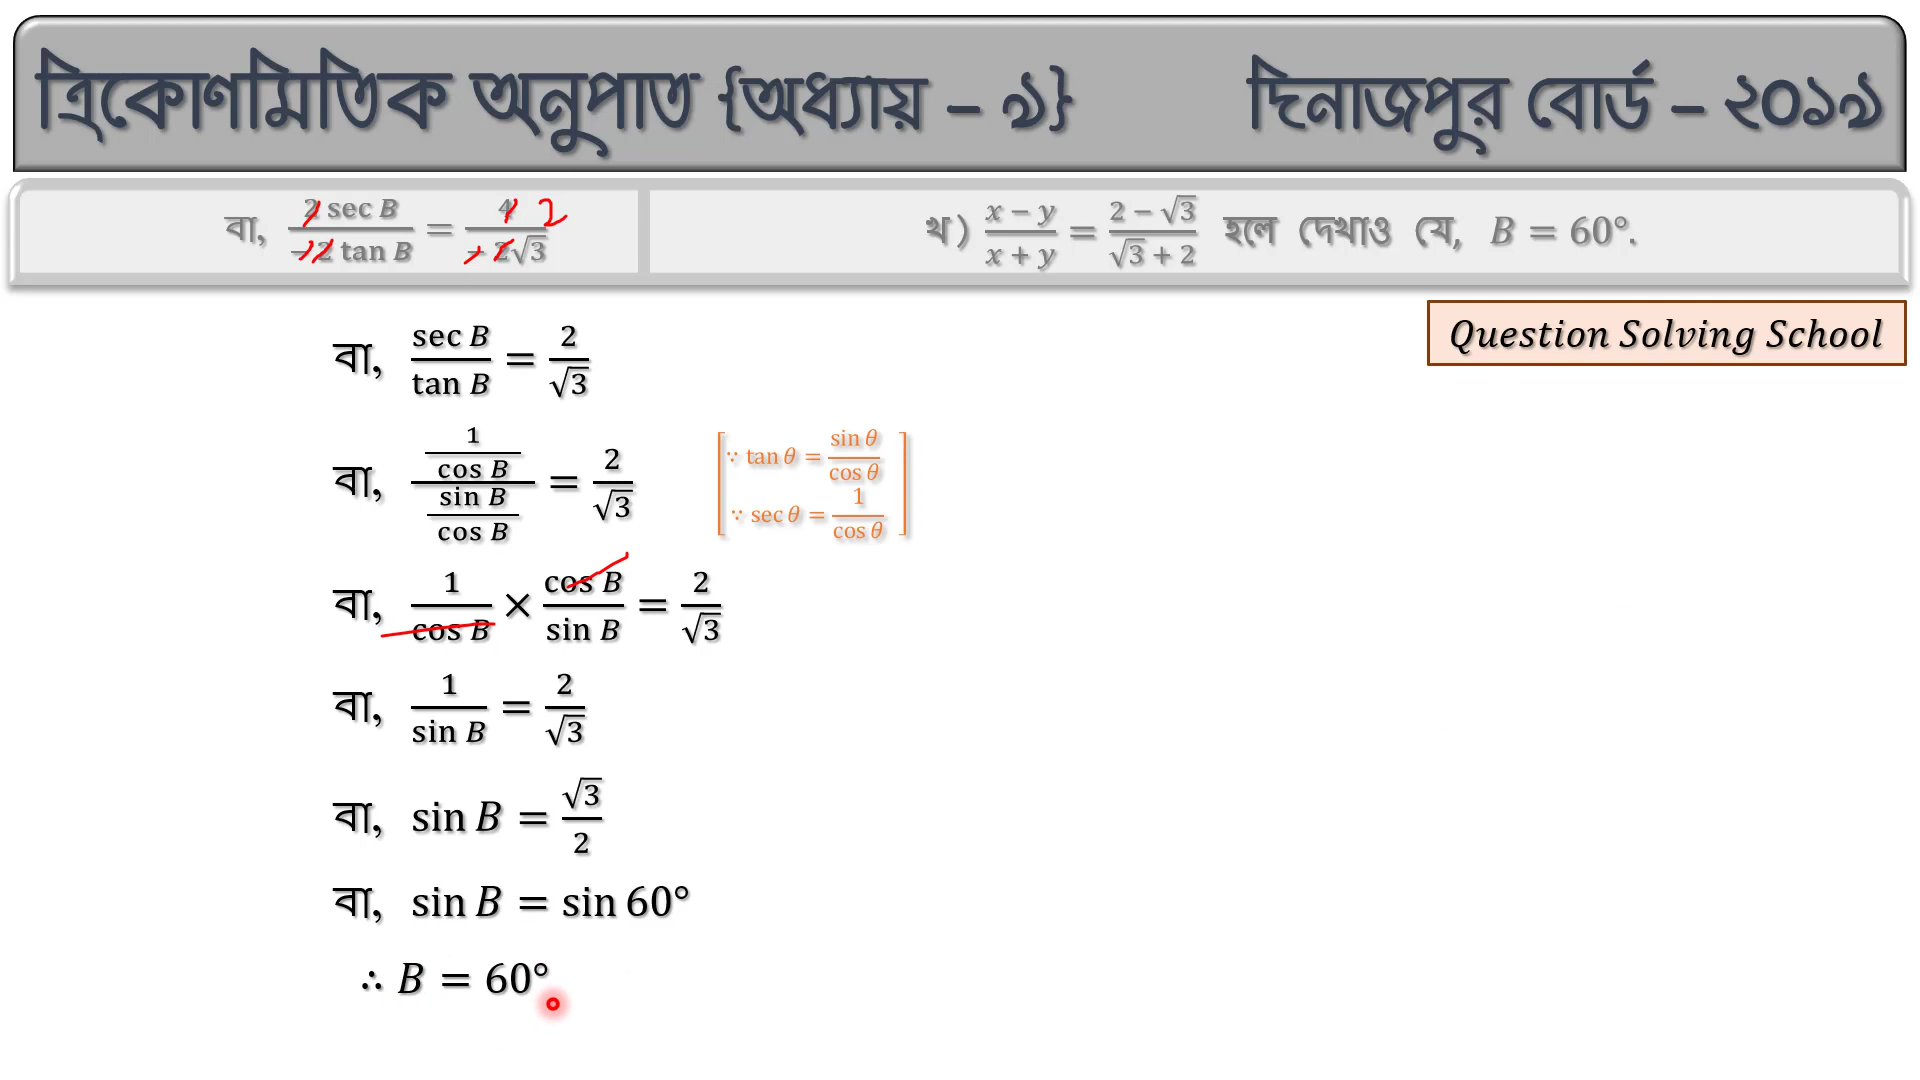 ত্রিকোণমিতিক অনুপাত {অধ্যায় – ৯} দিনাজপুর বোর্ড – ২০১৯
বা, (2 sec B)/(−2 tan B) = 4/(−2√3) 2
খ) (x − y)/(x + y) = (2 − √3)/(√3 + 2) হলে দেখাও যে, B = 60°.
Question Solving School
বা, sec B/tan B = 2/√3
বা, (1/cos B)/(sin B/cos B) = 2/√3
[∵ tan θ = sin θ/cos θ
∵ sec θ = 1/cos θ]
বা, 1/cos B × cos B/sin B = 2/√3
বা, 1/sin B = 2/√3
বা, sin B = √3/2
বা, sin B = sin 60°
∴ B = 60°